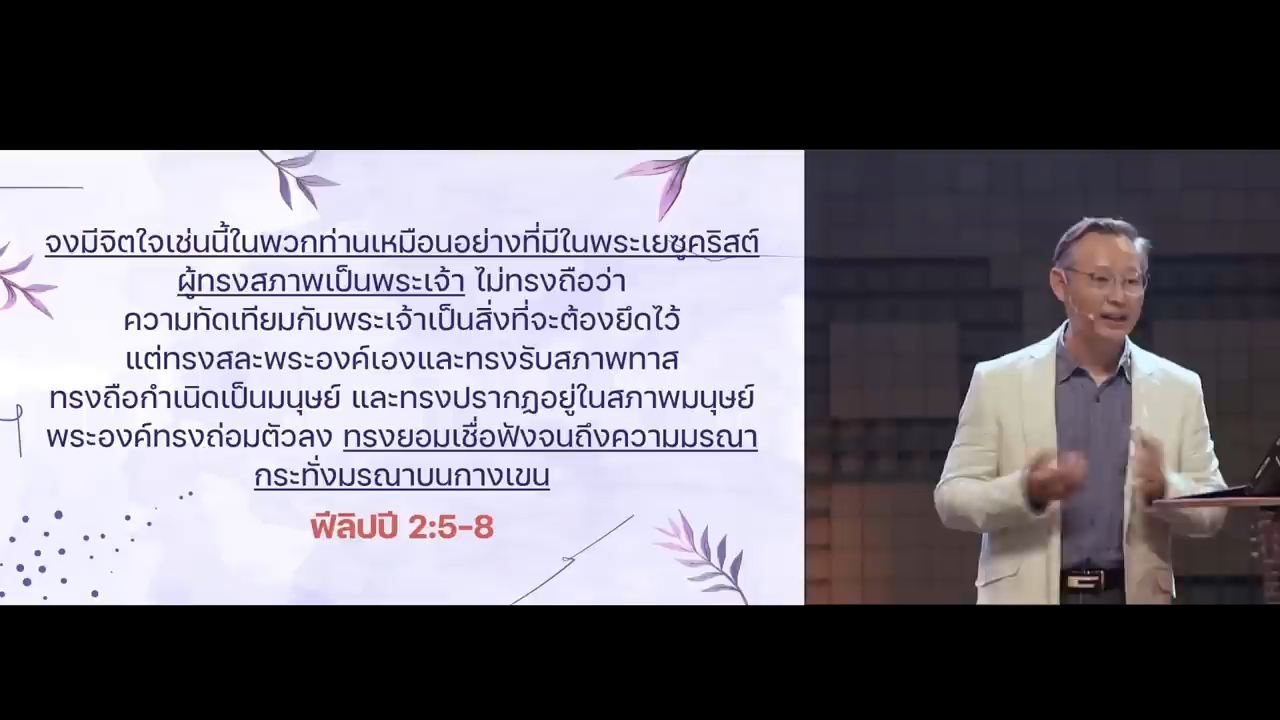 จงมีจิตใจเช่นนี้ในพวกท่านเหมือนอย่างที่มีในพระเยซูคริสต์
ผู้ทรงสภาพเป็นพระเจ้า ไม่ทรงถือว่า
ความทัดเทียมกับพระเจ้าเป็นสิ่งที่จะต้องยึดไว้
แต่ทรงสละพระองค์เองและทรงรับสภาพทาส
ทรงถือกำเนิดเป็นมนุษย์ และทรงปรากฏอยู่ในสภาพมนุษย์
พระองค์ทรงถ่อมตัวลง ทรงยอมเชื่อฟังจนถึงความมรณา
กระทั่งมรณาบนกางเขน
ฟีลิปปี 2:5-8